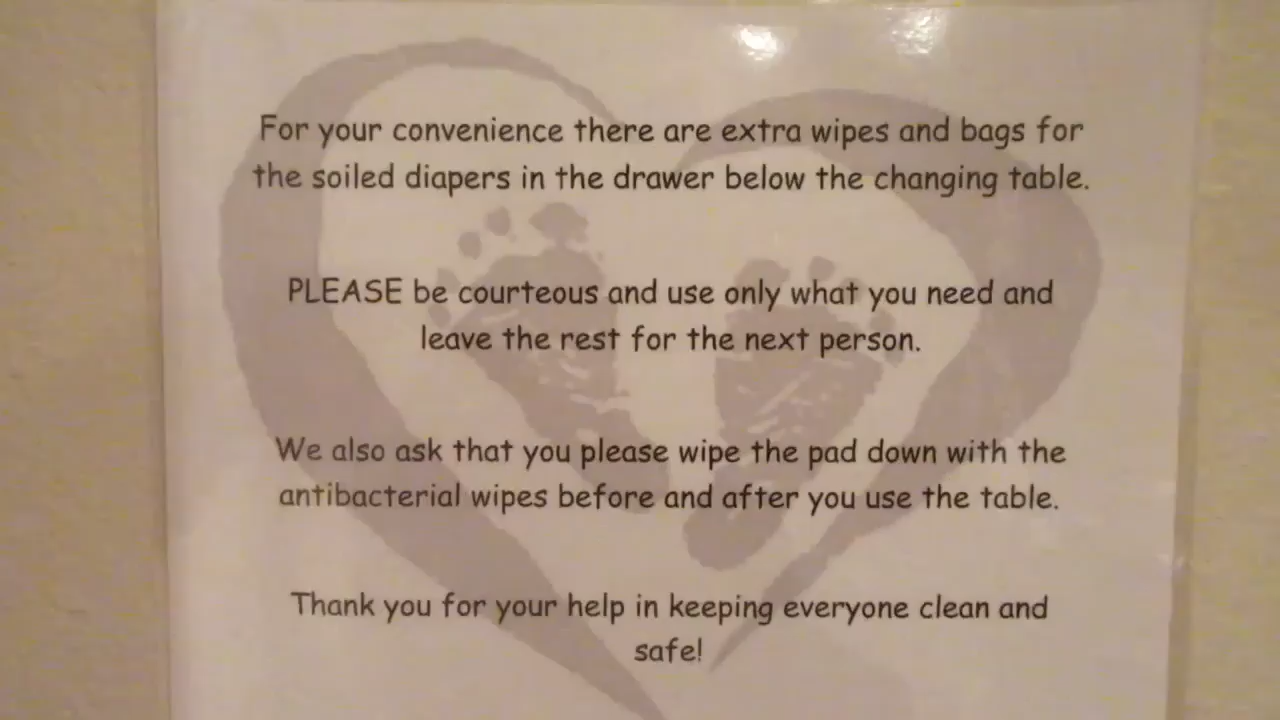 For your convenience there are extra wipes and bags for
the soiled diapers in the drawer below the changing table.
PLEASE be courteous and use only what you need and
leave the rest for the next person.
We also ask that you please wipe the pad down with the
antibacterial wipes before and after you use the table.
Thank you for your help in keeping everyone clean and
safe!